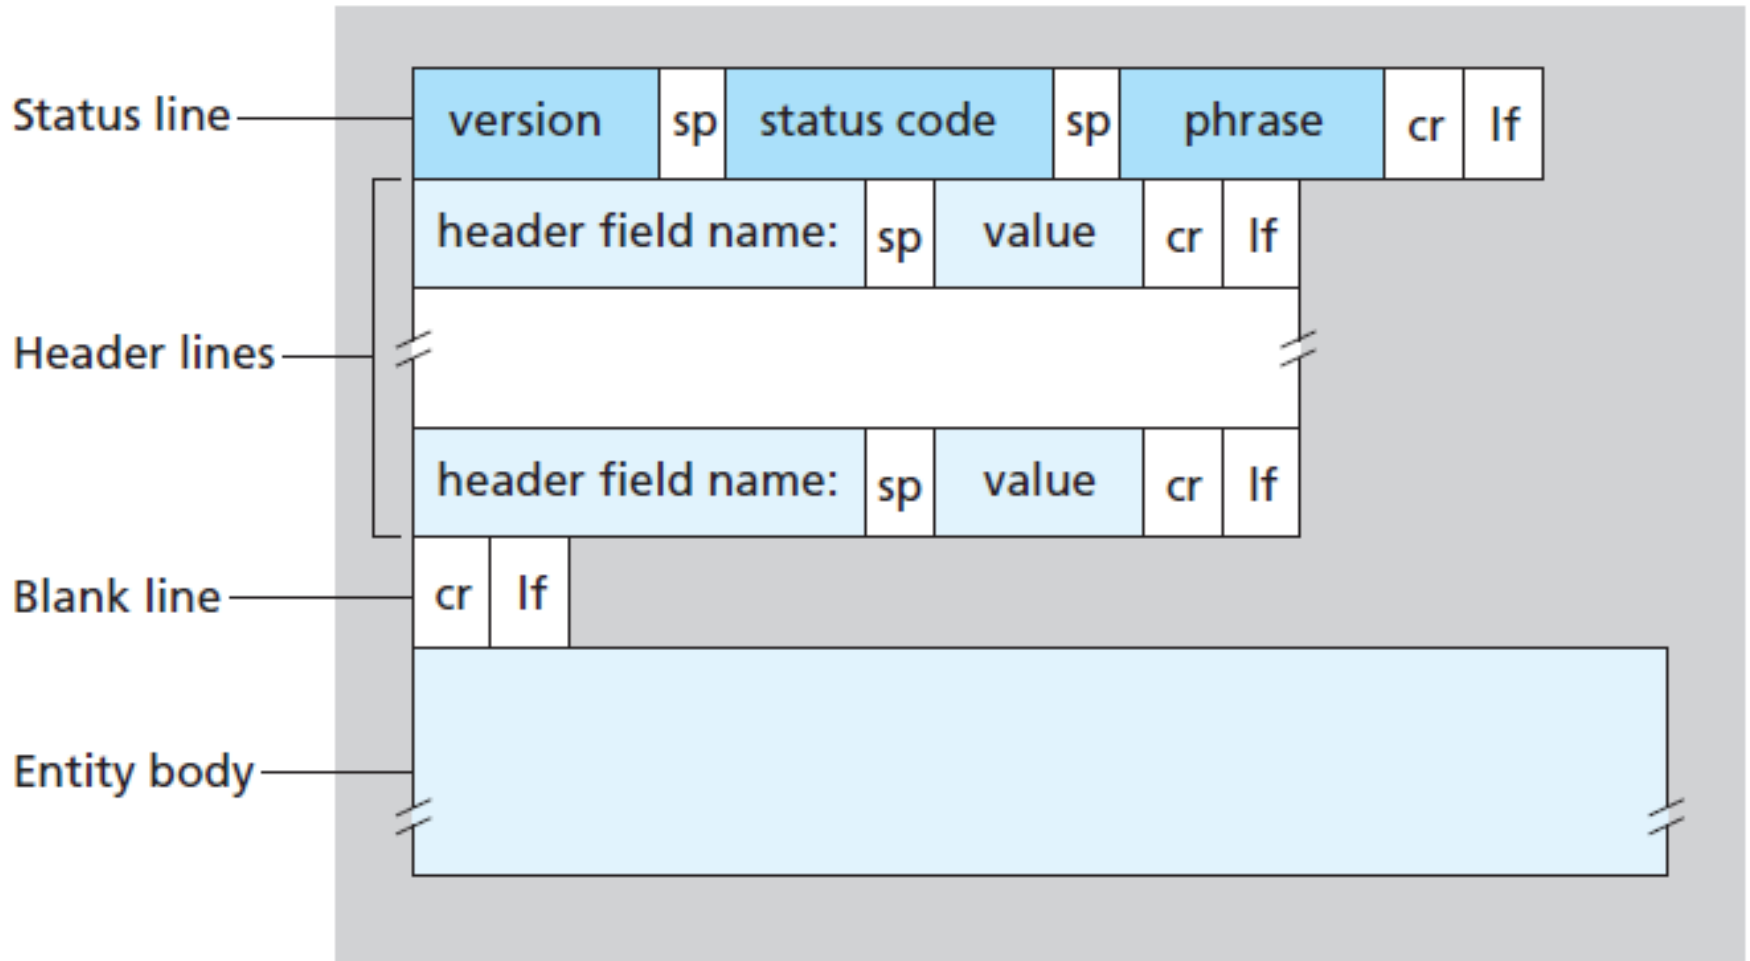 Status line version sp status code sp phrase cr lf
header field name: sp value cr lf
Header lines
header field name: sp value cr lf
Blank line cr lf
Entity body